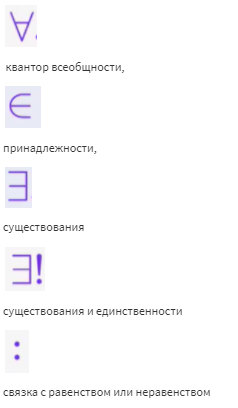 ∀.
квантор всеобщности,
∈
принадлежности,
∃
существования
∃!
существования и единственности
:
связка с равенством или неравенством